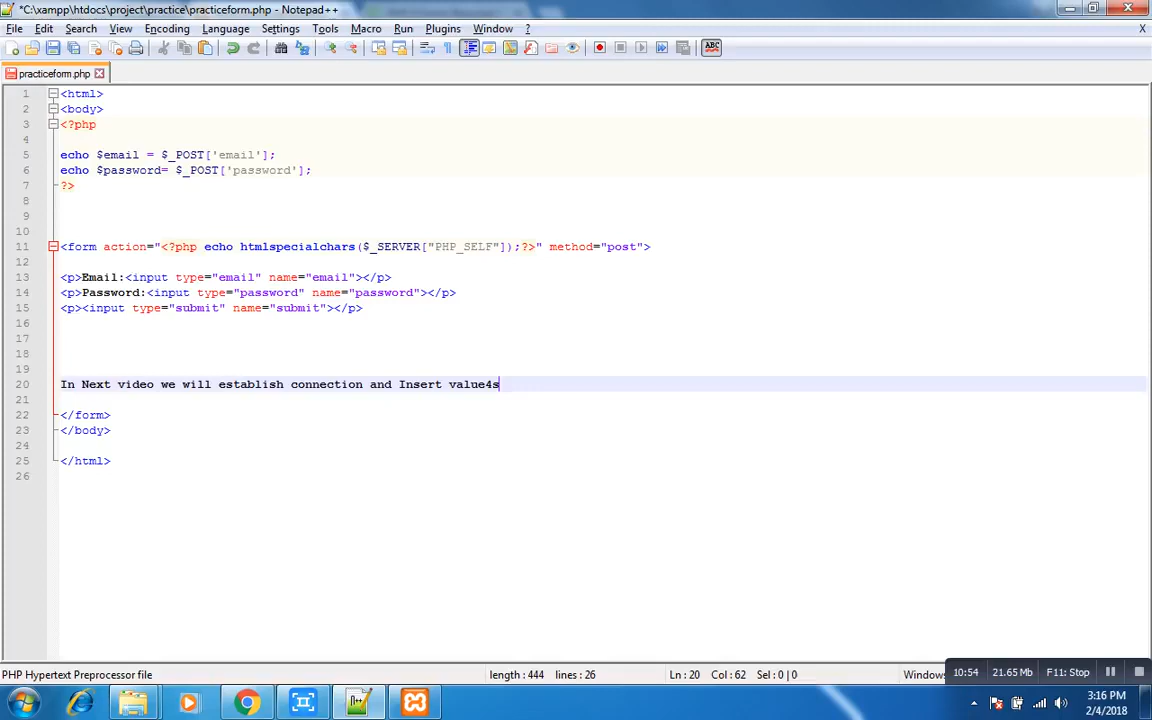 *C:\xampp\htdocs\project\practice\practiceform.php - Notepad++
File Edit Search View Encoding Language Settings Tools Macro Run Plugins Window ? X
ABC
practiceform.php
1 <html>
2 <body>
3 <?php
4
5 echo $email = $_POST['email'];
6 echo $password= $_POST['password'];
7 ?>
8
9
10
11 <form action="<?php echo htmlspecialchars($_SERVER["PHP_SELF"]);?>" method="post">
12
13 <p>Email:<input type="email" name="email"></p>
14 <p>Password:<input type="password" name="password"></p>
15 <p><input type="submit" name="submit"></p>
16
17
18
19
20 In Next video we will establish connection and Insert value4s
21
22 </form>
23 </body>
24
25 </html>
26
PHP Hypertext Preprocessor file length : 444 lines : 26 Ln : 20 Col : 62 Sel : 0 | 0 Windows
10:54 21.65 Mb F11: Stop
3:16 PM
2/4/2018